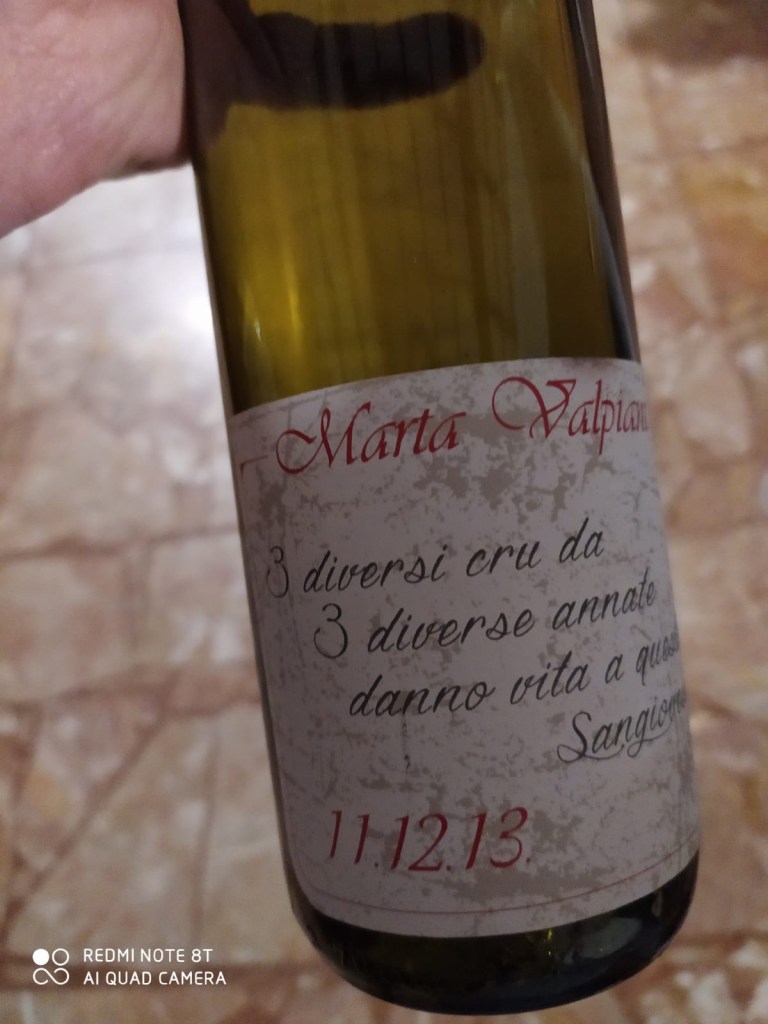 Marta
3 diversi cru da
3 diverse annate
danno vita a
11.12.13.
REDMI NOTE 8T
AI QUAD CAMERA